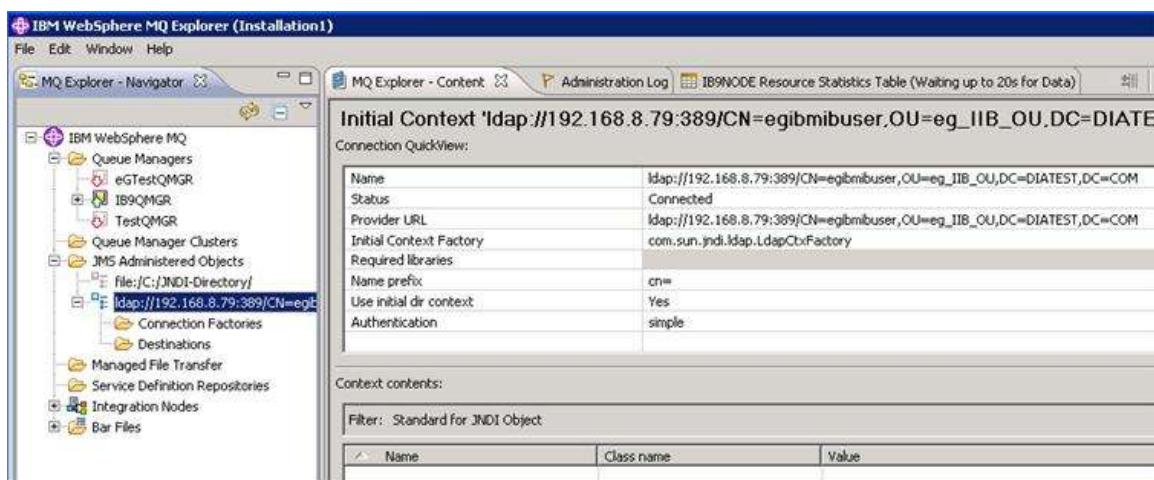 IBM WebSphere MQ Explorer (Installation1)
File Edit Window Help
MQ Explorer - Navigator
MQ Explorer - Content
Administration Log
IB9NODE Resource Statistics Table (Waiting up to 20s for Data)
IBM WebSphere MQ
Queue Managers
eGTestQMGR
IB9QMGR
TestQMGR
Queue Manager Clusters
JMS Administered Objects
file:/C:/JNDI-Directory/
ldap://192.168.8.79:389/CN=egib
Connection Factories
Destinations
Managed File Transfer
Service Definition Repositories
Integration Nodes
Bar Files
Initial Context 'ldap://192.168.8.79:389/CN=egibmibuser,OU=eg_IIB_OU,DC=DIATE
Connection QuickView:
Name ldap://192.168.8.79:389/CN=egibmibuser,OU=eg_IIB_OU,DC=DIATEST,DC=COM
Status Connected
Provider URL ldap://192.168.8.79:389/CN=egibmibuser,OU=eg_IIB_OU,DC=DIATEST,DC=COM
Initial Context Factory com.sun.jndi.ldap.LdapCtxFactory
Required libraries
Name prefix cn=
Use initial dir context Yes
Authentication simple
Context contents:
Filter: Standard for JNDI Object
Name Class name Value